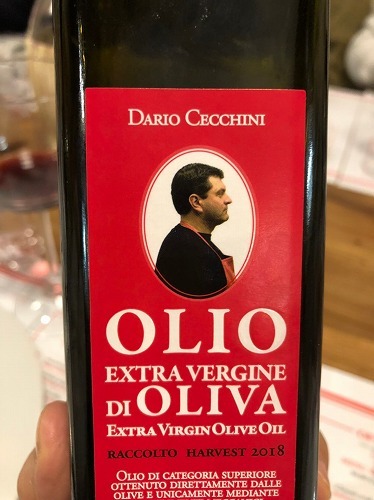 DARIO CECCHINI
OLIO
EXTRA VERGINE
DI OLIVA
EXTRA VIRGIN OLIVE OIL
RACCOLTO HARVEST 2018
OLIO DI CATEGORIA SUPERIORE
OTTENUTO DIRETTAMENTE DALLE
OLIVE E UNICAMENTE MEDIANTE